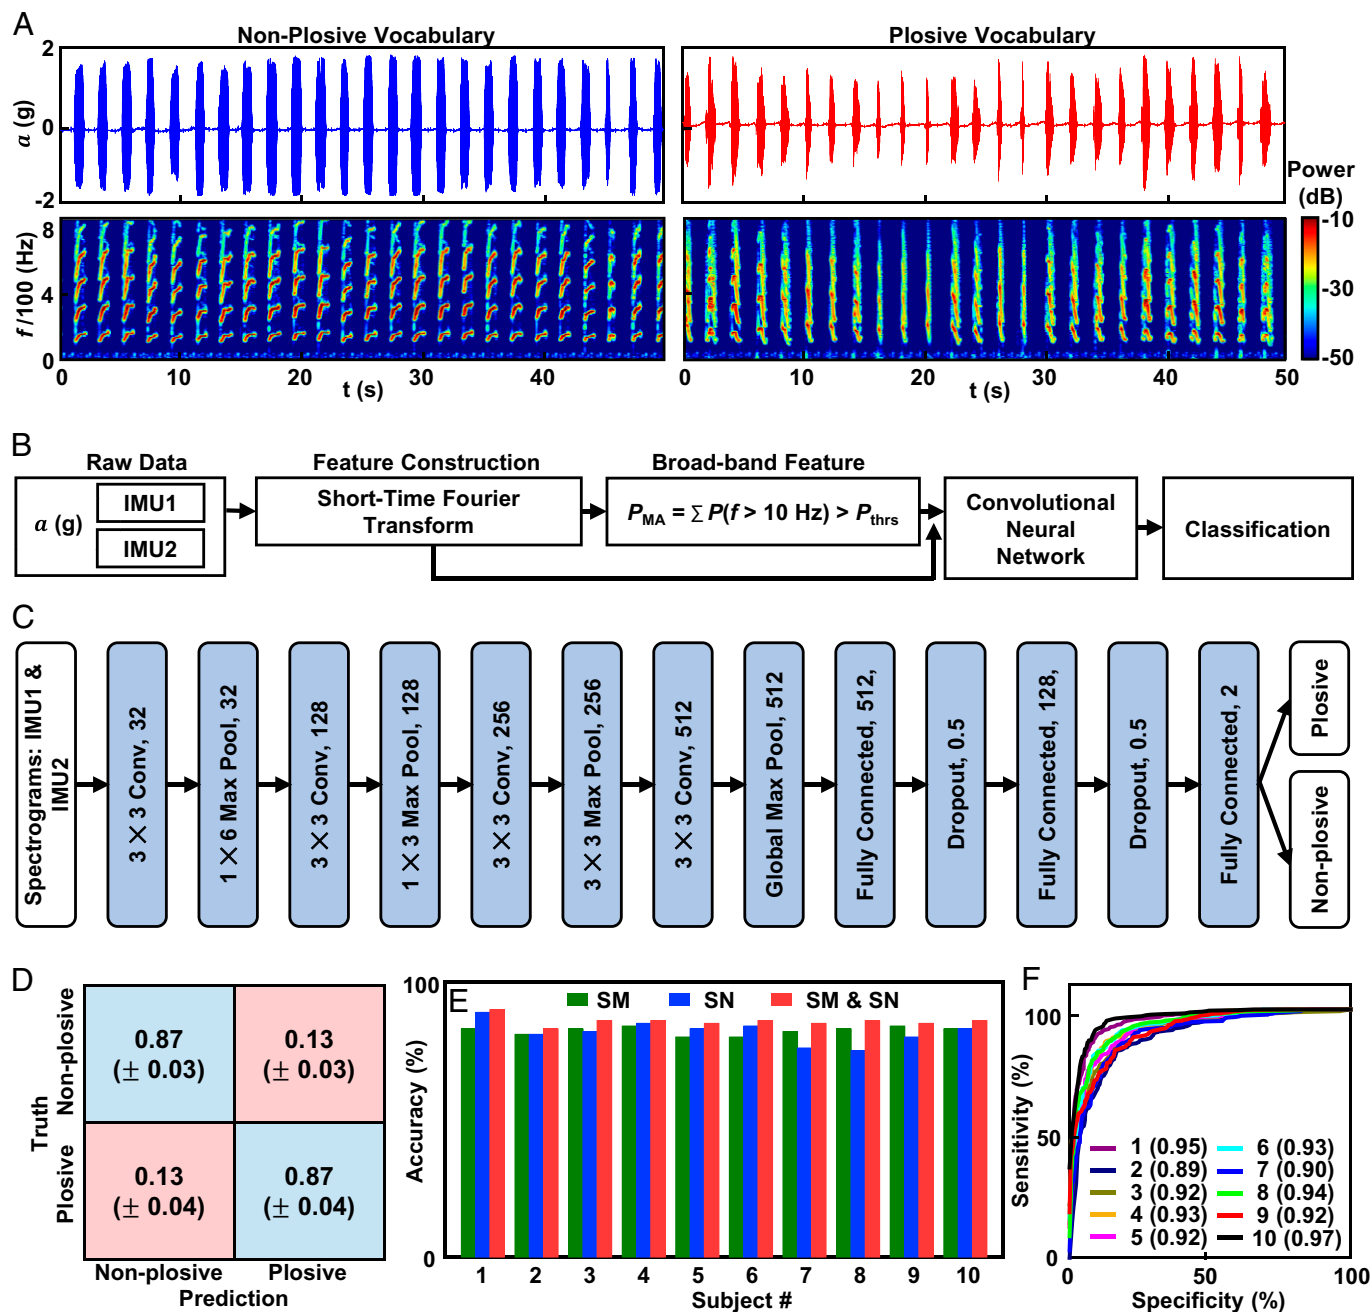 A
Non-Plosive Vocabulary
Plosive Vocabulary
2
0
-2
a (g)
Power
(dB)
-10
-30
-50
8
4
0
f/100 (Hz)
0
10
20
30
40
t (s)
0
10
20
30
40
50
t (s)
B
Raw Data
Feature Construction
Broad-band Feature
a (g)
IMU1
IMU2
Short-Time Fourier
Transform
P_MA = ∑ P(f > 10 Hz) > P_thrs
Convolutional
Neural
Network
Classification
C
Spectrograms: IMU1 &
IMU2
3 × 3 Conv, 32
1 × 6 Max Pool, 32
3 × 3 Conv, 128
1 × 3 Max Pool, 128
3 × 3 Conv, 256
3 × 3 Max Pool, 256
3 × 3 Conv, 512
Global Max Pool, 512
Fully Connected, 512,
Dropout, 0.5
Fully Connected, 128,
Dropout, 0.5
Fully Connected, 2
Plosive
Non-plosive
D
Truth
Non-plosive
Plosive
0.87
(± 0.03)
0.13
(± 0.03)
0.13
(± 0.04)
0.87
(± 0.04)
Non-plosive
Plosive
Prediction
E
100
0
Accuracy (%)
SM
SN
SM & SN
1
2
3
4
5
6
7
8
9
10
Subject #
F
100
50
0
Sensitivity (%)
1 (0.95)
2 (0.89)
3 (0.92)
4 (0.93)
5 (0.92)
6 (0.93)
7 (0.90)
8 (0.94)
9 (0.92)
10 (0.97)
0
50
100
Specificity (%)